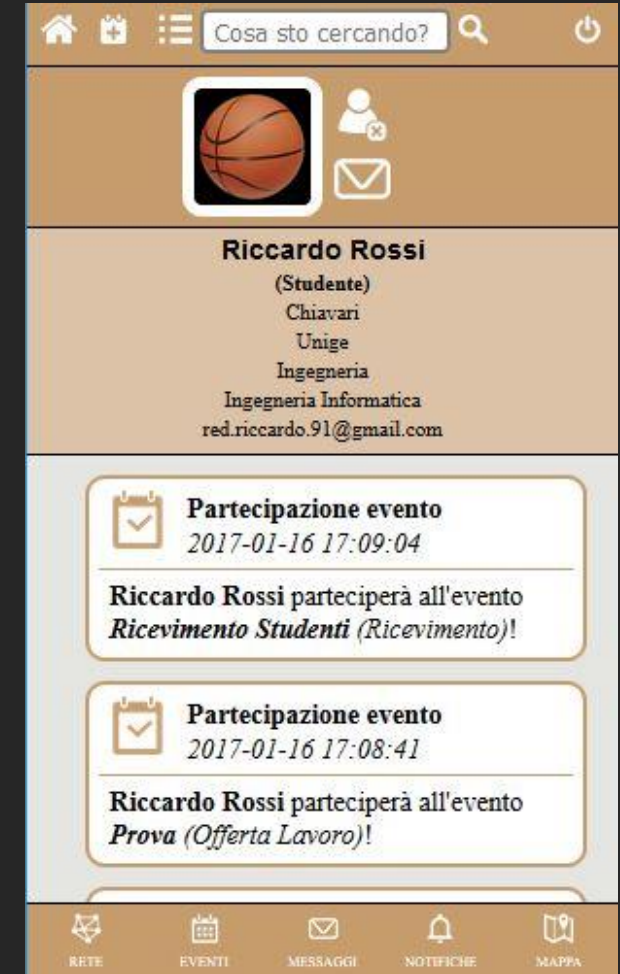 Cosa sto cercando?
Riccardo Rossi
(Studente)
Chiavari
Unige
Ingegneria
Ingegneria Informatica
red.riccardo.91@gmail.com
Partecipazione evento
2017-01-16 17:09:04
Riccardo Rossi parteciperà all'evento
Ricevimento Studenti (Ricevimento)!
Partecipazione evento
2017-01-16 17:08:41
Riccardo Rossi parteciperà all'evento
Prova (Offerta Lavoro)!
RETE EVENTI MESSAGGI NOTIFICHE MAPPA